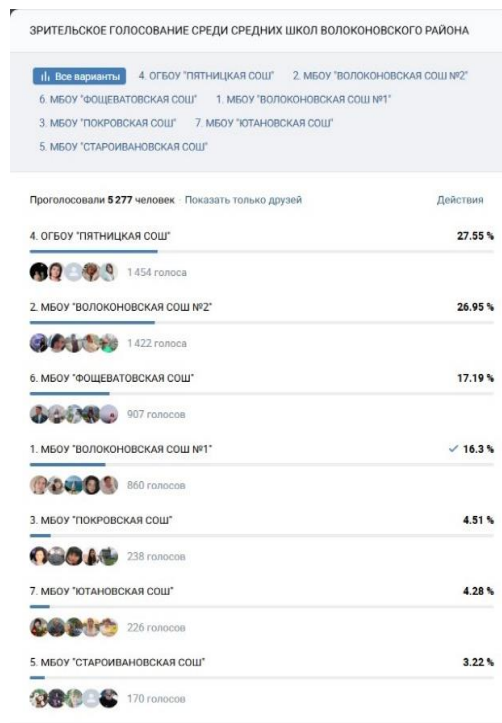 ЗРИТЕЛЬСКОЕ ГОЛОСОВАНИЕ СРЕДИ СРЕДНИХ ШКОЛ ВОЛОКОНОВСКОГО РАЙОНА
Все варианты 4. ОГБОУ "ПЯТНИЦКАЯ СОШ" 2. МБОУ "ВОЛОКОНОВСКАЯ СОШ №2"
6. МБОУ "ФОЩЕВАТОВСКАЯ СОШ" 1. МБОУ "ВОЛОКОНОВСКАЯ СОШ №1"
3. МБОУ "ПОКРОВСКАЯ СОШ" 7. МБОУ "ЮТАНОВСКАЯ СОШ"
5. МБОУ "СТАРОИВАНОВСКАЯ СОШ"
Проголосовали 5 277 человек · Показать только друзей Действия
4. ОГБОУ "ПЯТНИЦКАЯ СОШ" 27.55 %
1 454 голоса
2. МБОУ "ВОЛОКОНОВСКАЯ СОШ №2" 26.95 %
1 422 голоса
6. МБОУ "ФОЩЕВАТОВСКАЯ СОШ" 17.19 %
907 голосов
1. МБОУ "ВОЛОКОНОВСКАЯ СОШ №1" 16.3 %
860 голосов
3. МБОУ "ПОКРОВСКАЯ СОШ" 4.51 %
238 голосов
7. МБОУ "ЮТАНОВСКАЯ СОШ" 4.28 %
226 голосов
5. МБОУ "СТАРОИВАНОВСКАЯ СОШ" 3.22 %
170 голосов